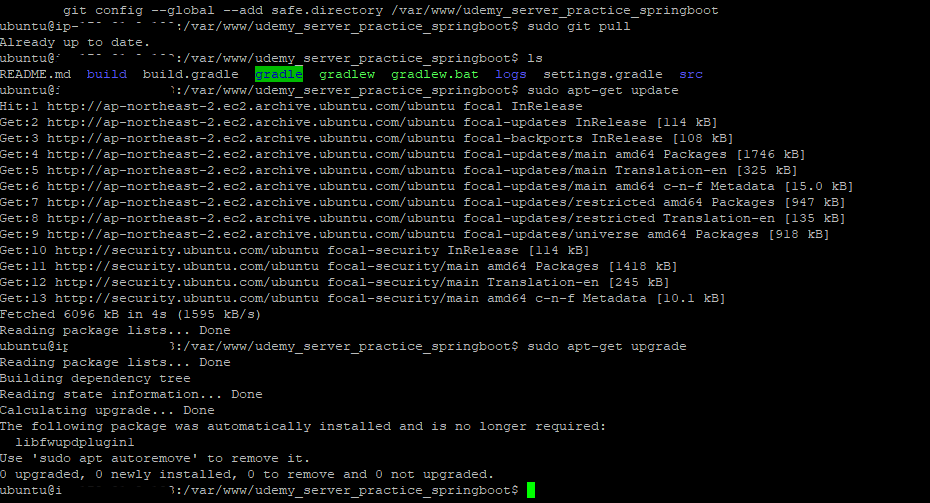 git config --global --add safe.directory /var/www/udemy_server_practice_springboot
ubuntu@ip- :/var/www/udemy_server_practice_springboot$ sudo git pull
Already up to date.
ubuntu@ :/var/www/udemy_server_practice_springboot$ ls
README.md build build.gradle gradle gradlew gradlew.bat logs settings.gradle src
ubuntu@ :/var/www/udemy_server_practice_springboot$ sudo apt-get update
Hit:1 http://ap-northeast-2.ec2.archive.ubuntu.com/ubuntu focal InRelease
Get:2 http://ap-northeast-2.ec2.archive.ubuntu.com/ubuntu focal-updates InRelease [114 kB]
Get:3 http://ap-northeast-2.ec2.archive.ubuntu.com/ubuntu focal-backports InRelease [108 kB]
Get:4 http://ap-northeast-2.ec2.archive.ubuntu.com/ubuntu focal-updates/main amd64 Packages [1746 kB]
Get:5 http://ap-northeast-2.ec2.archive.ubuntu.com/ubuntu focal-updates/main Translation-en [325 kB]
Get:6 http://ap-northeast-2.ec2.archive.ubuntu.com/ubuntu focal-updates/main amd64 c-n-f Metadata [15.0 kB]
Get:7 http://ap-northeast-2.ec2.archive.ubuntu.com/ubuntu focal-updates/restricted amd64 Packages [947 kB]
Get:8 http://ap-northeast-2.ec2.archive.ubuntu.com/ubuntu focal-updates/restricted Translation-en [135 kB]
Get:9 http://ap-northeast-2.ec2.archive.ubuntu.com/ubuntu focal-updates/universe amd64 Packages [918 kB]
Get:10 http://security.ubuntu.com/ubuntu focal-security InRelease [114 kB]
Get:11 http://security.ubuntu.com/ubuntu focal-security/main amd64 Packages [1418 kB]
Get:12 http://security.ubuntu.com/ubuntu focal-security/main Translation-en [245 kB]
Get:13 http://security.ubuntu.com/ubuntu focal-security/main amd64 c-n-f Metadata [10.1 kB]
Fetched 6096 kB in 4s (1595 kB/s)
Reading package lists... Done
ubuntu@ip :/var/www/udemy_server_practice_springboot$ sudo apt-get upgrade
Reading package lists... Done
Building dependency tree
Reading state information... Done
Calculating upgrade... Done
The following package was automatically installed and is no longer required:
libfwupdplugin1
Use 'sudo apt autoremove' to remove it.
0 upgraded, 0 newly installed, 0 to remove and 0 not upgraded.
ubuntu@i :/var/www/udemy_server_practice_springboot$